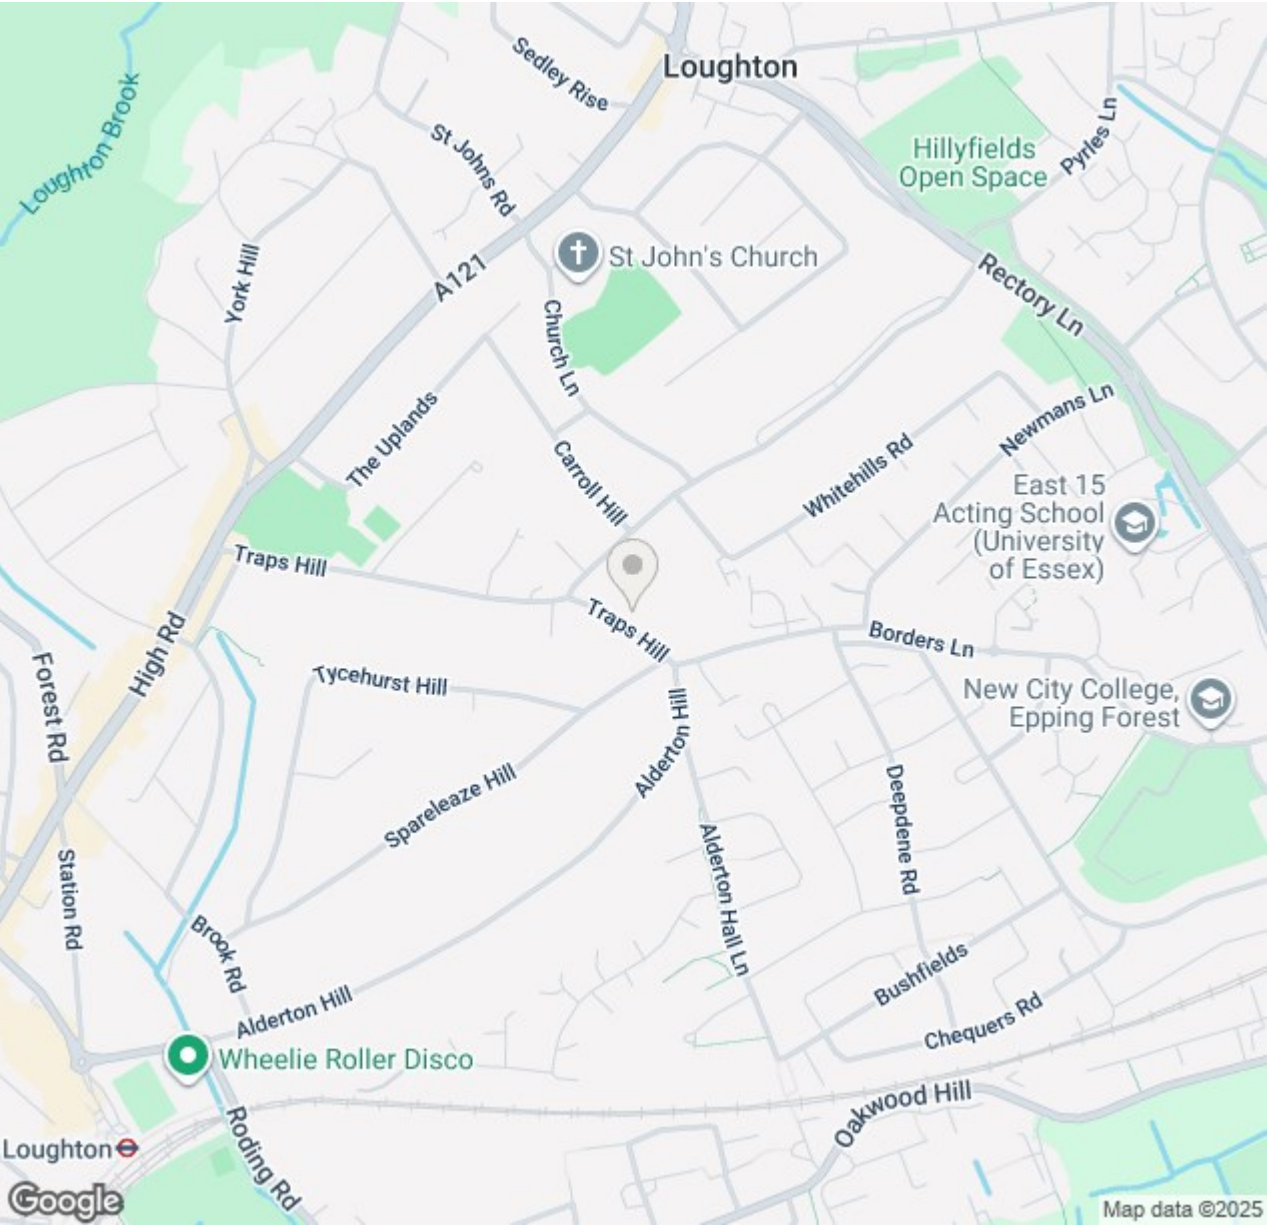 Loughton
Sedley Rise
Loughton Brook
St Johns Rd
Hillyfields
Open Space
Pyrles Ln
York Hill
A121
St John's Church
Rectory Ln
Church Ln
The Uplands
Carroll Hill
Whitehills Rd
Newmans Ln
East 15
Acting School
(University
of Essex)
Traps Hill
High Rd
Traps Hill
Borders Ln
Forest Rd
Tycehurst Hill
Alderton Hill
New City College,
Epping Forest
Spareleaze Hill
Deepdene Rd
Station Rd
Alderton Hall Ln
Brook Rd
Bushfields
Alderton Hill
Chequers Rd
Wheelie Roller Disco
Oakwood Hill
Loughton
Roding Rd
Google
Map data ©2025